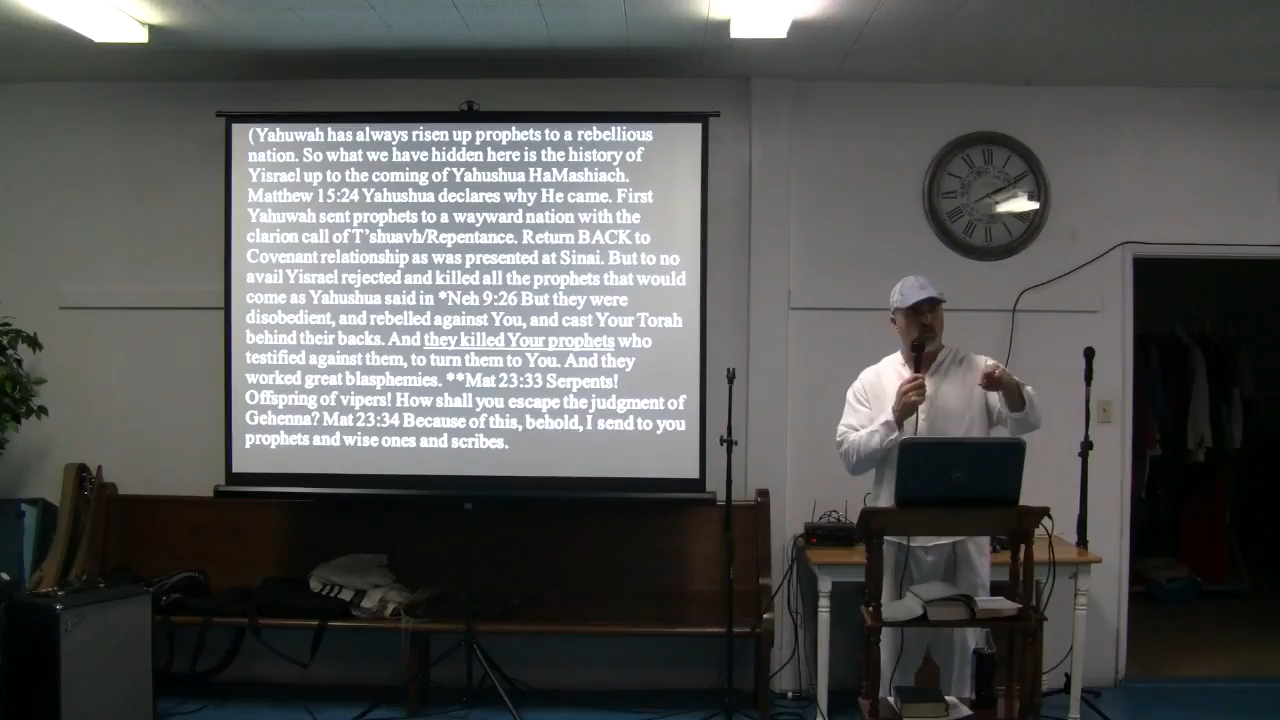 (Yahuwah has always risen up prophets to a rebellious
nation. So what we have hidden here is the history of
Yisrael up to the coming of Yahushua HaMashiach.
Matthew 15:24 Yahushua declares why He came. First
Yahuwah sent prophets to a wayward nation with the
clarion call of T'shuavh/Repentance. Return BACK to
Covenant relationship as was presented at Sinai. But to no
avail Yisrael rejected and killed all the prophets that would
come as Yahushua said in *Neh 9:26 But they were
disobedient, and rebelled against You, and cast Your Torah
behind their backs. And they killed Your prophets who
testified against them, to turn them to You. And they
worked great blasphemies. **Mat 23:33 Serpents!
Offspring of vipers! How shall you escape the judgment of
Gehenna? Mat 23:34 Because of this, behold, I send to you
prophets and wise ones and scribes.